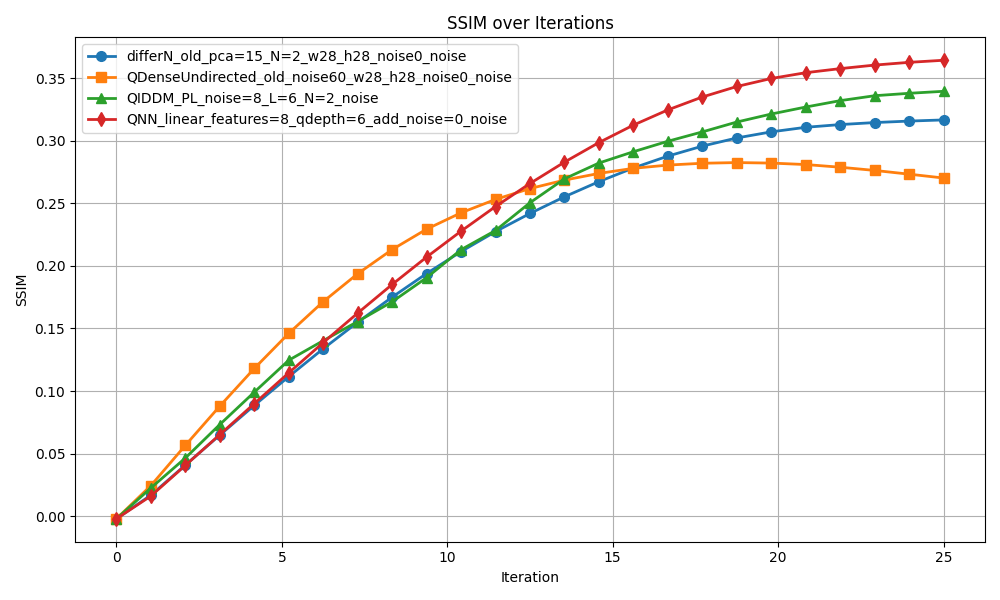 SSIM over Iterations
differN_old_pca=15_N=2_w28_h28_noise0_noise
QDenseUndirected_old_noise60_w28_h28_noise0_noise
QIDDM_PL_noise=8_L=6_N=2_noise
QNN_linear_features=8_qdepth=6_add_noise=0_noise
SSIM
0.35
0.30
0.25
0.20
0.15
0.10
0.05
0.00
0 5 10 15 20 25
Iteration